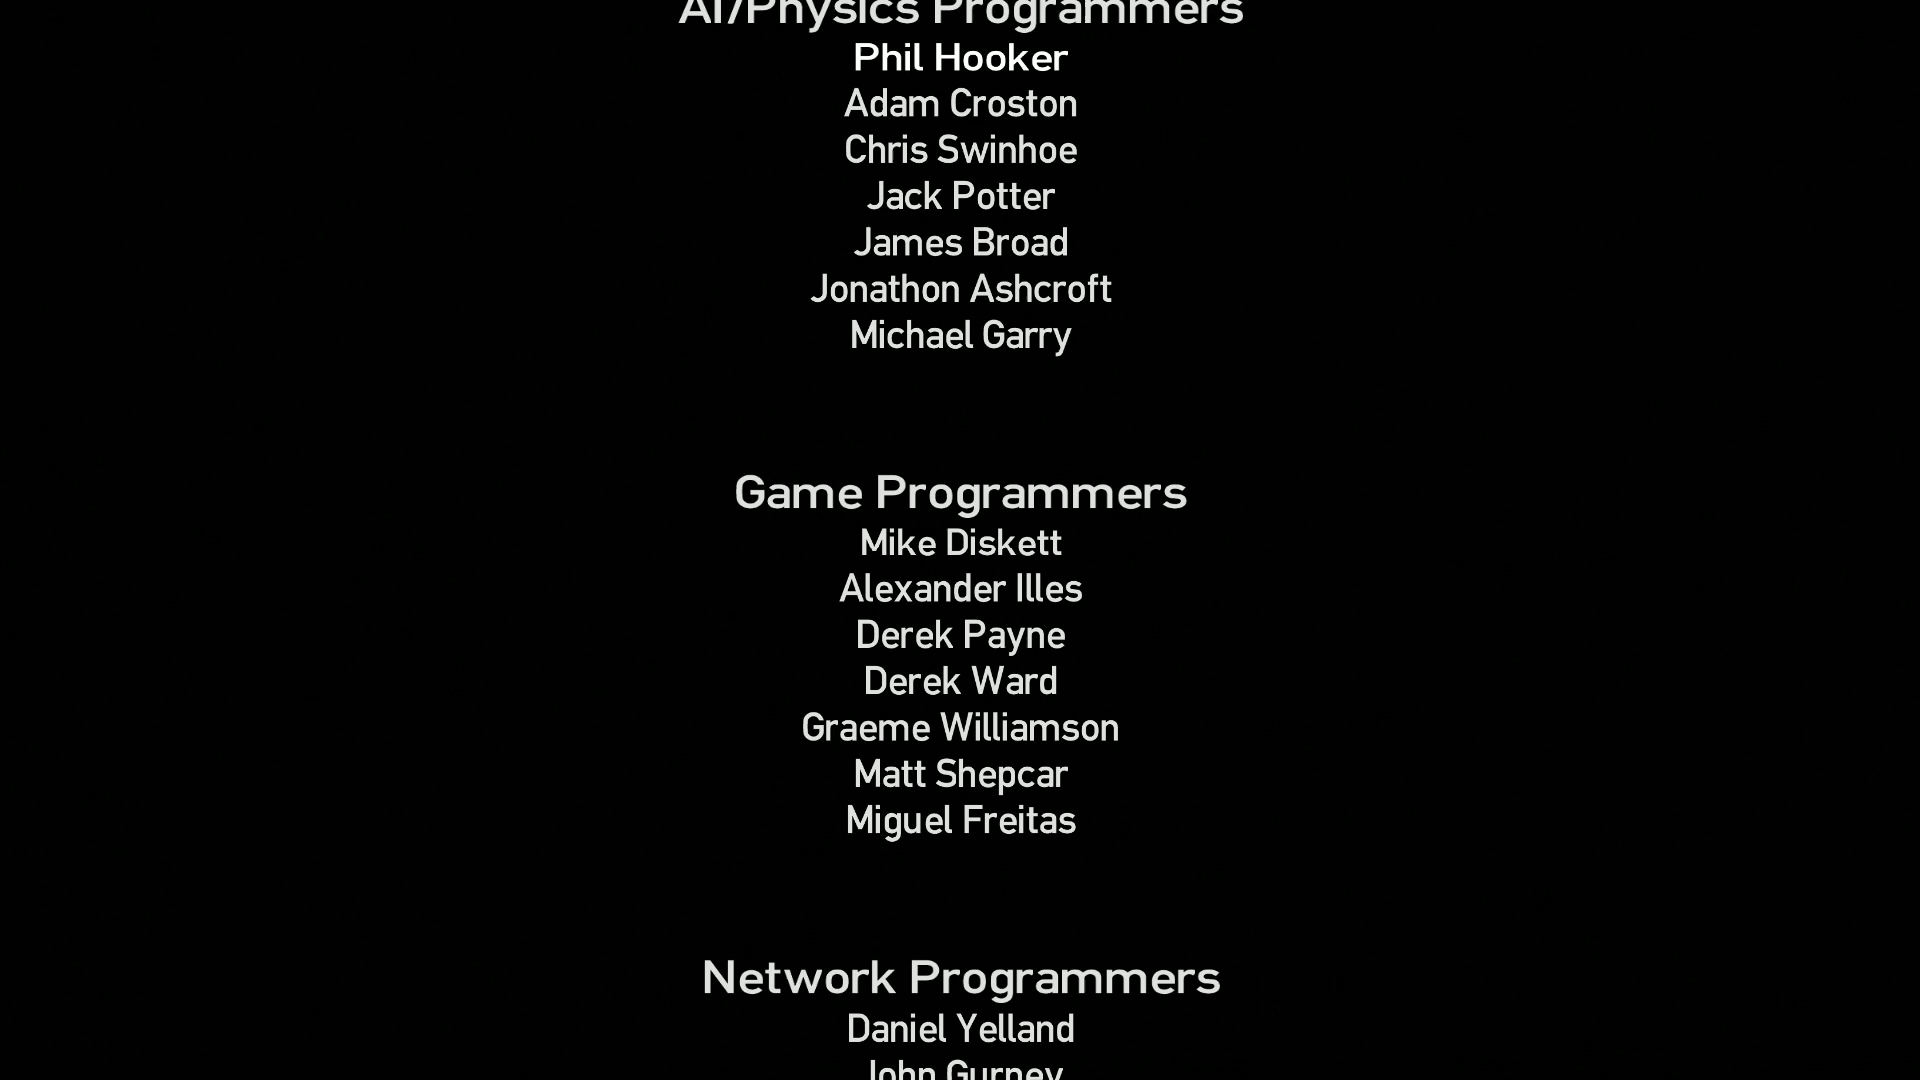 AI/Physics Programmers
Phil Hooker
Adam Croston
Chris Swinhoe
Jack Potter
James Broad
Jonathon Ashcroft
Michael Garry
Game Programmers
Mike Diskett
Alexander Illes
Derek Payne
Derek Ward
Graeme Williamson
Matt Shepcar
Miguel Freitas
Network Programmers
Daniel Yelland
John Gurney